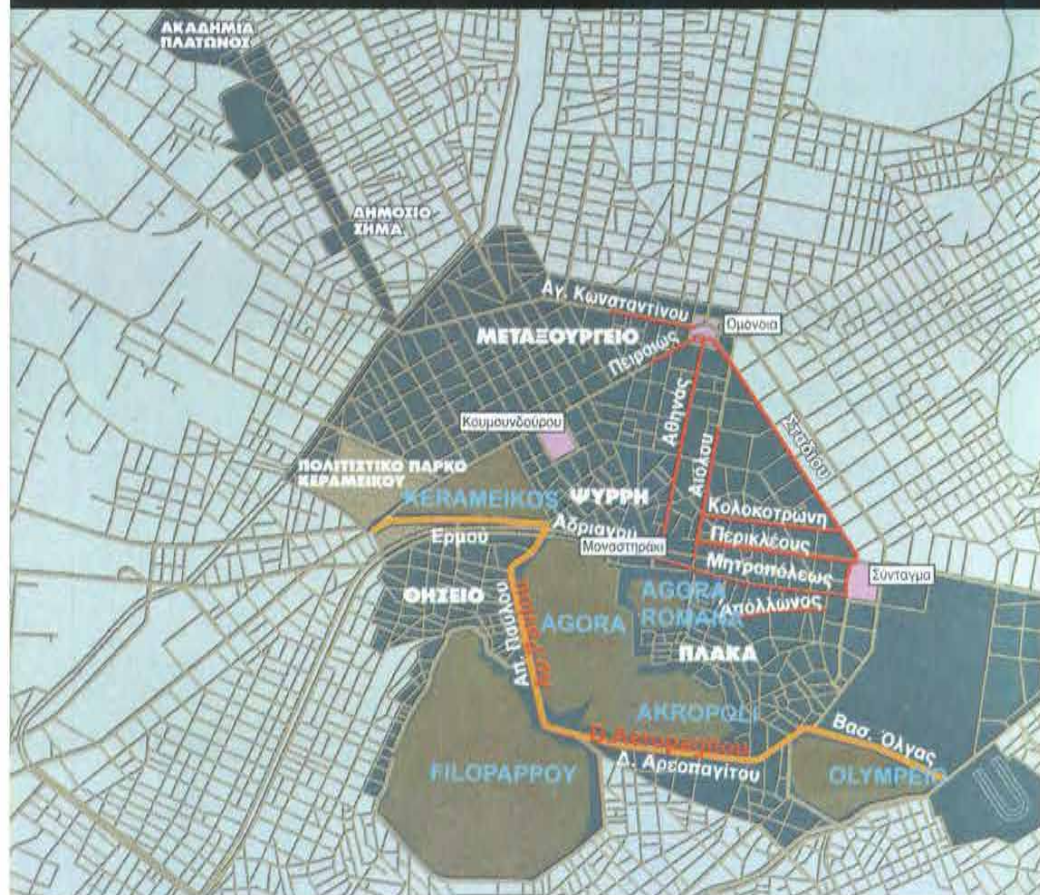 ΑΚΑΔΗΜΙΑ
ΠΛΑΤΩΝΟΣ
ΔΗΜΟΣΙΟ
ΣΗΜΑ
Αγ. Κωνσταντίνου
Ομόνοια
ΜΕΤΑΞΟΥΡΓΕΙΟ
Πειραιώς
Αθηνάς
Αιόλου
Σταδίου
Κουμουνδούρου
ΠΟΛΙΤΙΣΤΙΚΟ ΠΑΡΚΟ
ΚΕΡΑΜΕΙΚΟΥ
KERAMEIKOS
ΨΥΡΡΗ
Κολοκοτρώνη
Αδριανού
Ερμού
Μοναστηράκι
Περικλέους
Μητροπόλεως
Σύνταγμα
ΘΗΣΕΙΟ
Απ. Παύλου
AGORA
AGORA
ROMANA
Απόλλωνος
ΠΛΑΚΑ
AKROPOLI
Δ. Αρεοπαγίτου
FILOPAPPOY
Βασ. Όλγας
OLYMPEIO